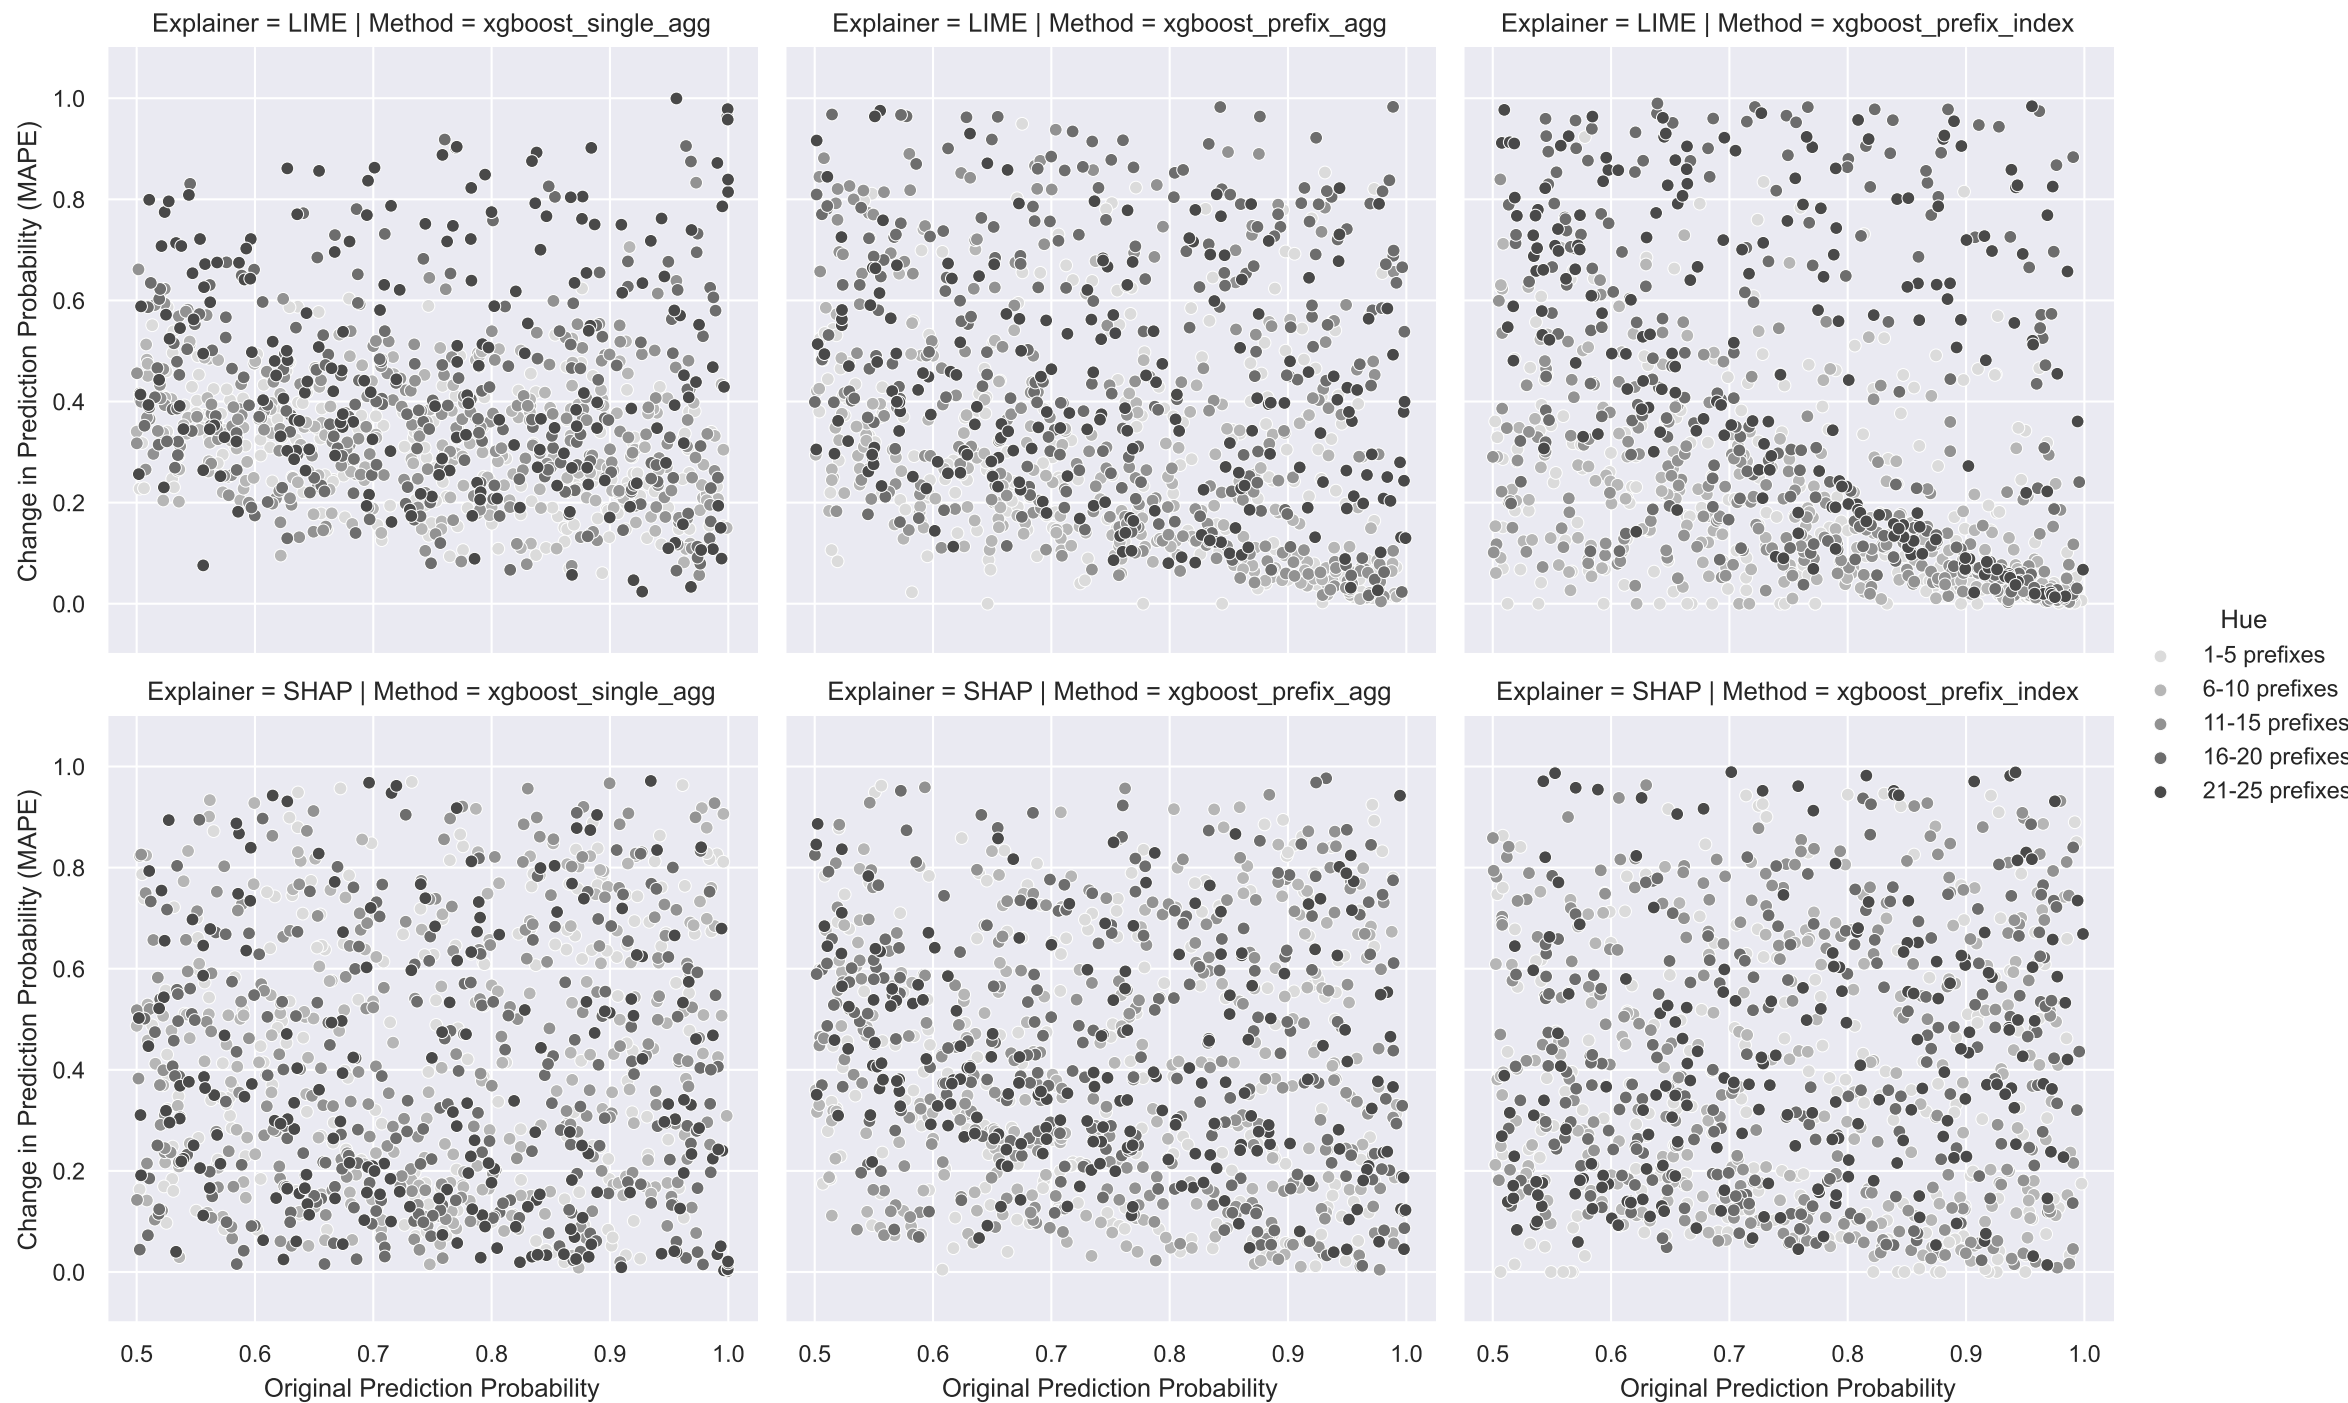 Explainer = LIME | Method = xgboost_single_agg
Explainer = LIME | Method = xgboost_prefix_agg
Explainer = LIME | Method = xgboost_prefix_index
Change in Prediction Probability (MAPE)
1.0
0.8
0.6
0.4
0.2
0.0
Explainer = SHAP | Method = xgboost_single_agg
Explainer = SHAP | Method = xgboost_prefix_agg
Explainer = SHAP | Method = xgboost_prefix_index
Change in Prediction Probability (MAPE)
1.0
0.8
0.6
0.4
0.2
0.0
0.5 0.6 0.7 0.8 0.9 1.0
0.5 0.6 0.7 0.8 0.9 1.0
0.5 0.6 0.7 0.8 0.9 1.0
Original Prediction Probability
Original Prediction Probability
Original Prediction Probability
Hue
1-5 prefixes
6-10 prefixes
11-15 prefixes
16-20 prefixes
21-25 prefixes